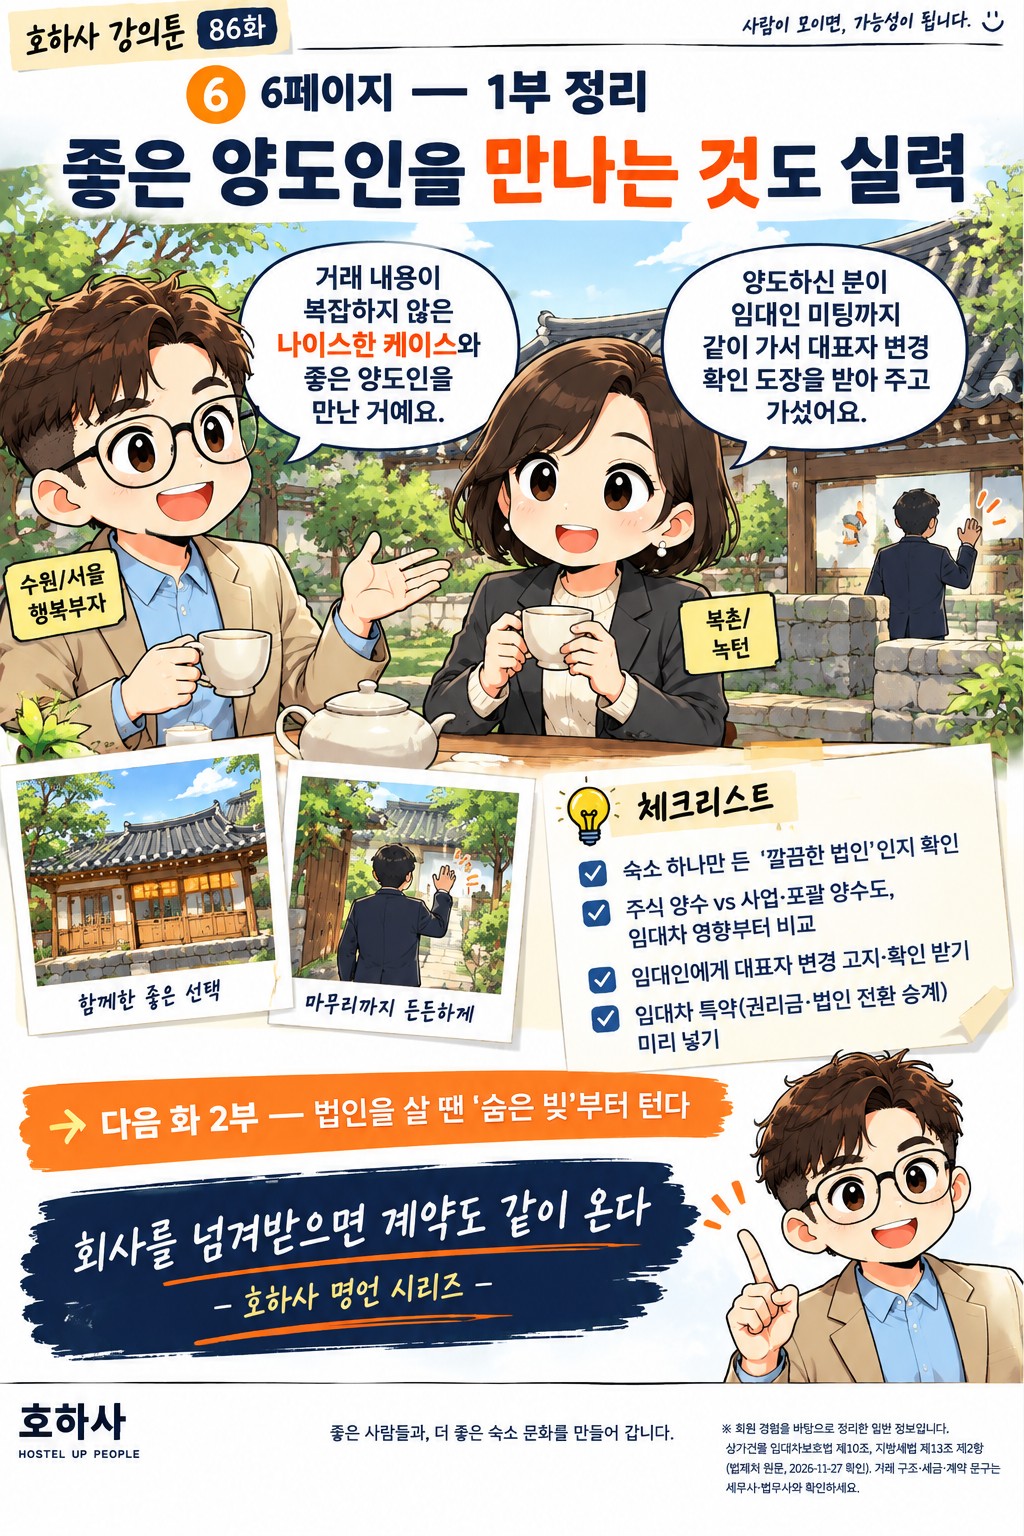 호하사 강의툰 86화
사람이 모이면, 가능성이 됩니다.
6 6페이지 — 1부 정리
좋은 양도인을 만나는 것도 실력
거래 내용이
복잡하지 않은
나이스한 케이스와
좋은 양도인을
만난 거예요.
양도하신 분이
임대인 미팅까지
같이 가서 대표자 변경
확인 도장을 받아 주고
가셨어요.
수원/서울
행복부자
복촌/
녹턴
함께한 좋은 선택
마무리까지 든든하게
체크리스트
숙소 하나만 든 '깔끔한 법인'인지 확인
주식 양수 vs 사업·포괄 양수도,
임대차 영향부터 비교
임대인에게 대표자 변경 고지·확인 받기
임대차 특약(권리금·법인 전환 승계)
미리 넣기
→ 다음 화 2부 — 법인을 살 땐 '숨은 빚'부터 턴다
회사를 넘겨받으면 계약도 같이 온다
– 호하사 명언 시리즈 –
호하사
HOSTEL UP PEOPLE
좋은 사람들과, 더 좋은 숙소 문화를 만들어 갑니다.
※ 회원 경험을 바탕으로 정리한 일반 정보입니다.
상가건물 임대차보호법 제10조, 지방세법 제13조 제2항
(법제처 원문, 2026-11-27 확인). 거래 구조·세금·계약 문구는
세무사·법무사와 확인하세요.